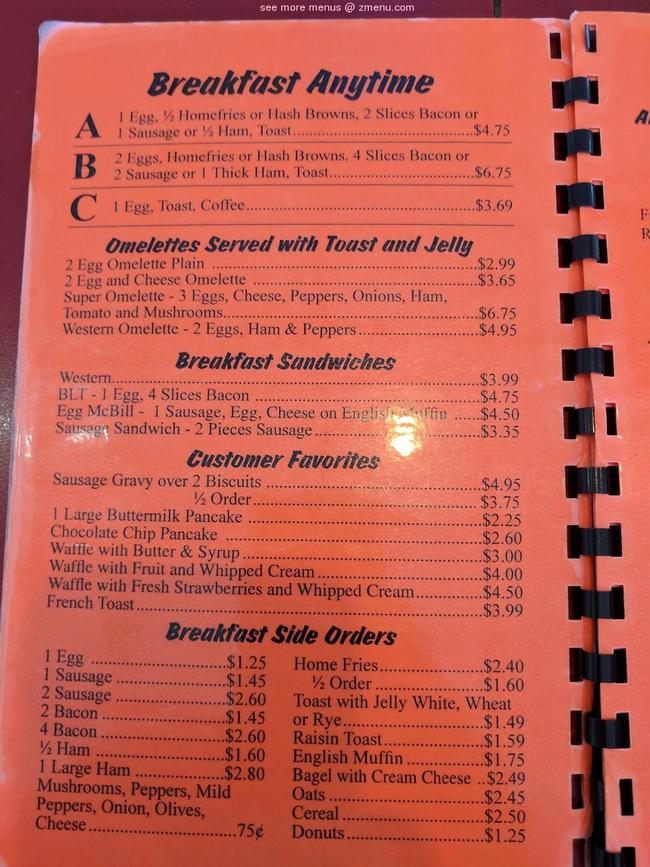 see more menus @ zmenu.com
Breakfast Anytime
A 1 Egg, ½ Homefries or Hash Browns, 2 Slices Bacon or
1 Sausage or ½ Ham, Toast $4.75
B 2 Eggs, Homefries or Hash Browns. 4 Slices Bacon or
2 Sausage or 1 Thick Ham, Toast $6.75
C 1 Egg, Toast, Coffee $3.69
Omelettes Served with Toast and Jelly
2 Egg Omelette Plain $2.99
2 Egg and Cheese Omelette $3.65
Super Omelette - 3 Eggs, Cheese, Peppers, Onions, Ham,
Tomato and Mushrooms $6.75
Western Omelette - 2 Eggs, Ham & Peppers $4.95
Breakfast Sandwiches
Western $3.99
BLT - 1 Egg, 4 Slices Bacon $4.75
Egg McBill - 1 Sausage, Egg, Cheese on English Muffin $4.50
Sausage Sandwich - 2 Pieces Sausage $3.35
Customer Favorites
Sausage Gravy over 2 Biscuits $4.95
½ Order $3.75
1 Large Buttermilk Pancake $2.25
Chocolate Chip Pancake $2.60
Waffle with Butter & Syrup $3.00
Waffle with Fruit and Whipped Cream $4.00
Waffle with Fresh Strawberries and Whipped Cream $4.50
French Toast $3.99
Breakfast Side Orders
1 Egg $1.25
1 Sausage $1.45
2 Sausage $2.60
2 Bacon $1.45
4 Bacon $2.60
½ Ham $1.60
1 Large Ham $2.80
Mushrooms, Peppers, Mild
Peppers, Onion, Olives,
Cheese 75¢
Home Fries $2.40
½ Order $1.60
Toast with Jelly White, Wheat
or Rye $1.49
Raisin Toast $1.59
English Muffin $1.75
Bagel with Cream Cheese $2.49
Oats $2.45
Cereal $2.50
Donuts $1.25